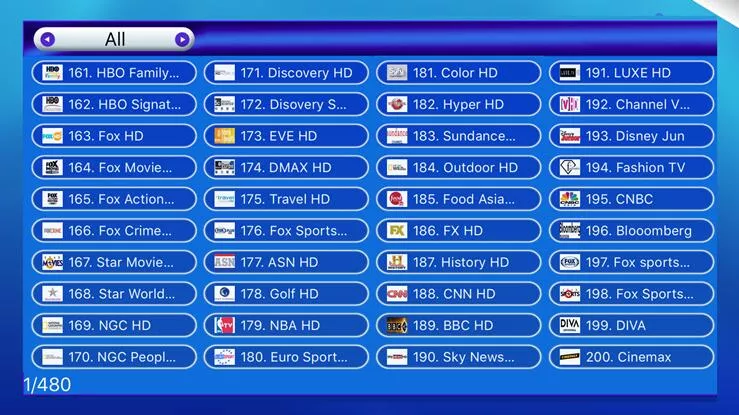 All
161. HBO Family...
162. HBO Signat...
163. Fox HD
164. Fox Movie...
165. Fox Action...
166. Fox Crime...
167. Star Movie...
168. Star World...
169. NGC HD
170. NGC Peopl...
171. Discovery HD
172. Disovery S...
173. EVE HD
174. DMAX HD
175. Travel HD
176. Fox Sports...
177. ASN HD
178. Golf HD
179. NBA HD
180. Euro Sport...
181. Color HD
182. Hyper HD
183. Sundance...
184. Outdoor HD
185. Food Asia...
186. FX HD
187. History HD
188. CNN HD
189. BBC HD
190. Sky News...
191. LUXE HD
192. Channel V...
193. Disney Jun
194. Fashion TV
195. CNBC
196. Blooomberg
197. Fox sports...
198. Fox Sports...
199. DIVA
200. Cinemax
1/480